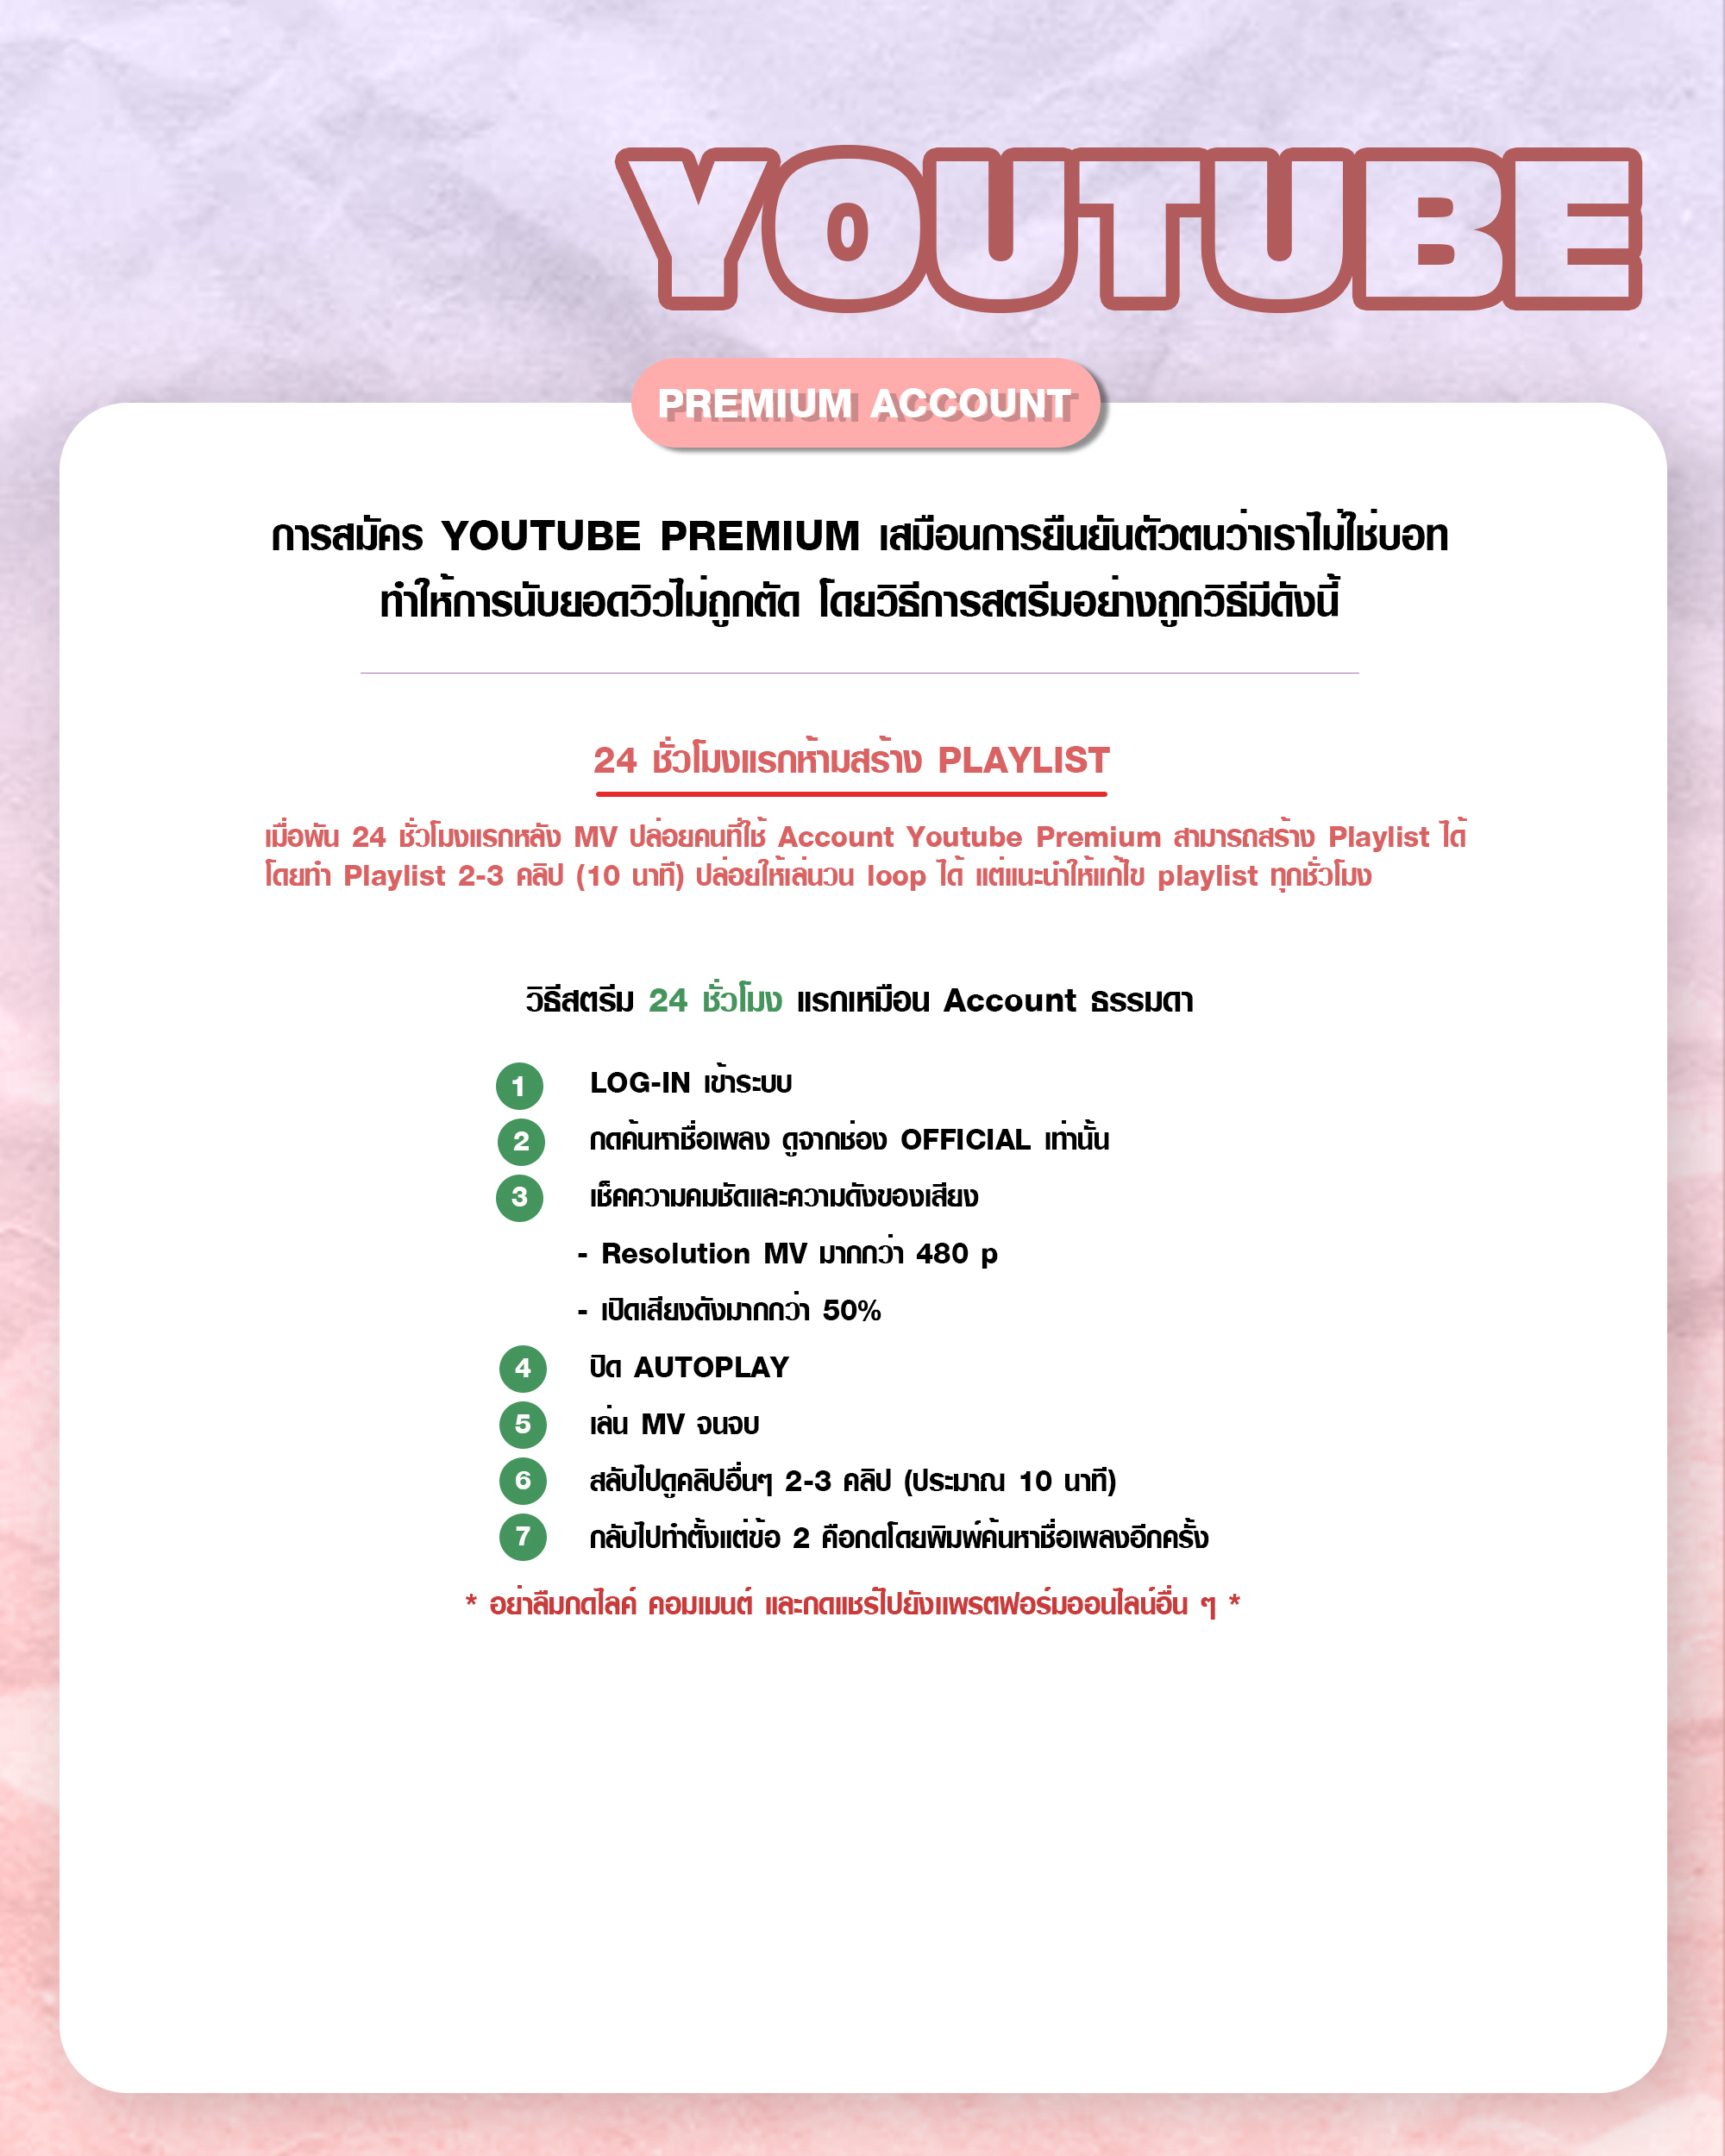 YOUTUBE
PREMIUM ACCOUNT
การสมัคร YOUTUBE PREMIUM เสมือนการยืนยันตัวตนว่าเราไม่ใช่บอท
ทำให้การนับยอดวิวไม่ถูกตัด โดยวิธีการสตรีมอย่างถูกวิธีมีดังนี้
24 ชั่วโมงแรกห้ามสร้าง PLAYLIST
เมื่อพ้น 24 ชั่วโมงแรกหลัง MV ปล่อยคนที่ใช้ Account Youtube Premium สามารถสร้าง Playlist ได้
โดยทำ Playlist 2-3 คลิป (10 นาที) ปล่อยให้เล่นวน loop ได้ แต่แนะนำให้แก้ไข playlist ทุกชั่วโมง
วิธีสตรีม 24 ชั่วโมง แรกเหมือน Account ธรรมดา
1 LOG-IN เข้าระบบ
2 กดค้นหาชื่อเพลง ดูจากช่อง OFFICIAL เท่านั้น
3 เช็คความคมชัดและความดังของเสียง
- Resolution MV มากกว่า 480 p
- เปิดเสียงดังมากกว่า 50%
4 ปิด AUTOPLAY
5 เล่น MV จนจบ
6 สลับไปดูคลิปอื่นๆ 2-3 คลิป (ประมาณ 10 นาที)
7 กลับไปทำตั้งแต่ข้อ 2 คือกดโดยพิมพ์ค้นหาชื่อเพลงอีกครั้ง
* อย่าลืมกดไลค์ คอมเมนต์ และกดแชร์ไปยังแพรตฟอร์มออนไลน์อื่น ๆ *